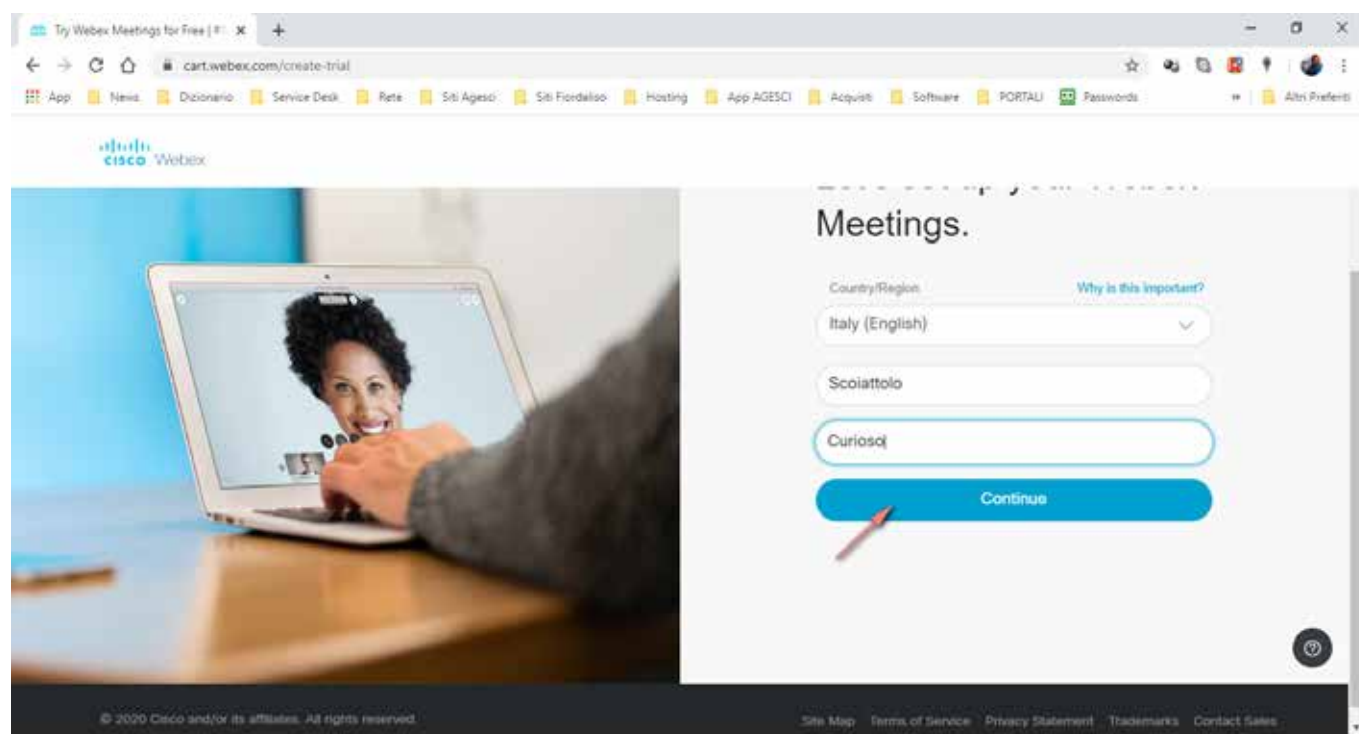 Try Webex Meetings for Free |
cart.webex.com/create-trial
App News Dizionario Service Desk Rete Siti Agesci Siti Fiordaliso Hosting App AGESCI Acquisti Software PORTALI Passwords Altri Preferiti
cisco Webex
Meetings.
Country/Region Why is this important?
Italy (English)
Scoiattolo
Curioso
Continue
© 2020 Cisco and/or its affiliates. All rights reserved.
Site Map Terms of Service Privacy Statement Trademarks Contact Sales